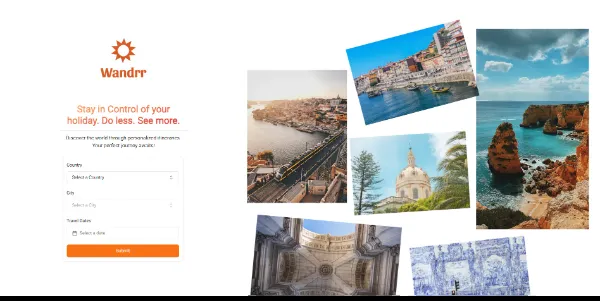 Wandrr
Stay in Control of your
holiday. Do less. See more.
Discover the world through personalized itineraries.
Your perfect journey awaits!
Country
Select a Country
City
Select a City
Travel Dates
Select a date
Submit